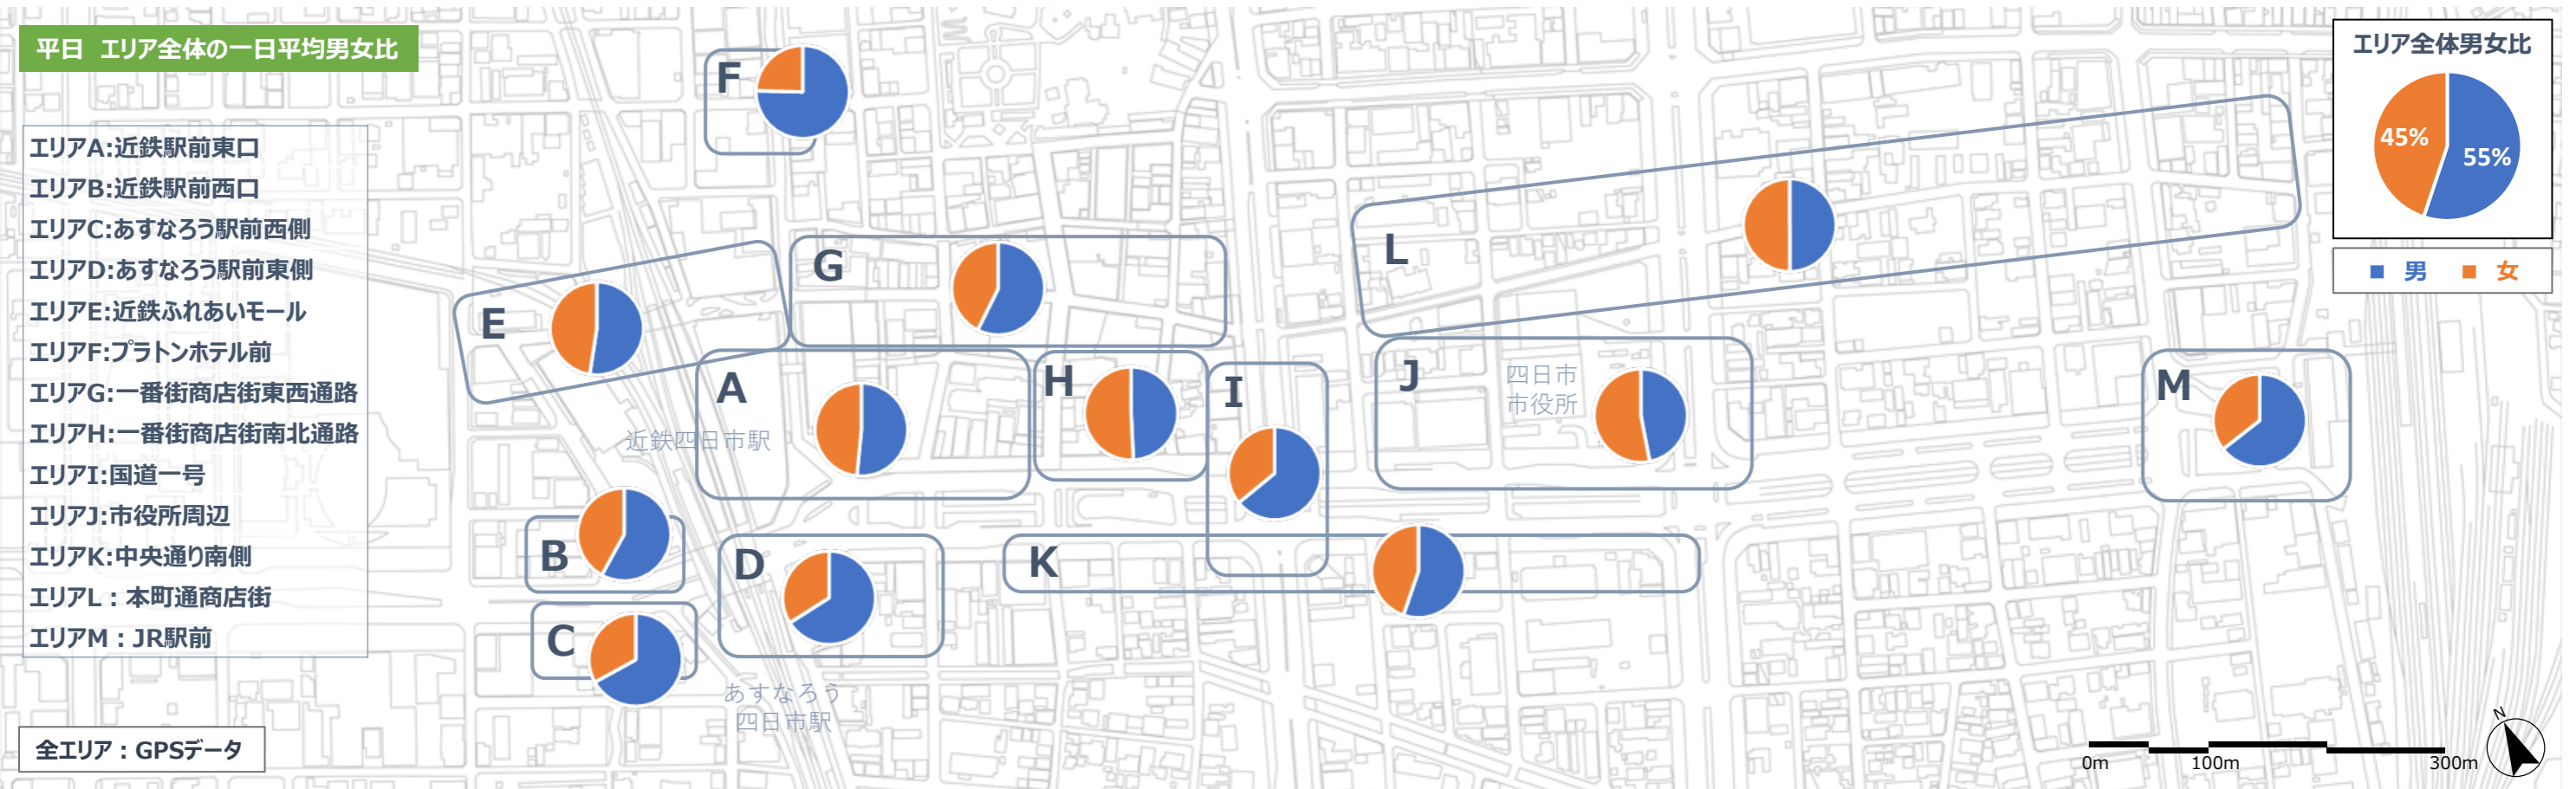 平日 エリア全体の一日平均男女比
エリアA:近鉄駅前東口
エリアB:近鉄駅前西口
エリアC:あすなろう駅前西側
エリアD:あすなろう駅前東側
エリアE:近鉄ふれあいモール
エリアF:プラトンホテル前
エリアG:一番街商店街東西通路
エリアH:一番街商店街南北通路
エリアI:国道一号
エリアJ:市役所周辺
エリアK:中央通り南側
エリアL:本町通商店街
エリアM:JR駅前
全エリア:GPSデータ
F
E
G
A
近鉄四日市駅
H
I
B
D
C
あすなろう
四日市駅
K
L
J
四日市
市役所
M
エリア全体男女比
45%
55%
■ 男 ■ 女
0m 100m 300m
N